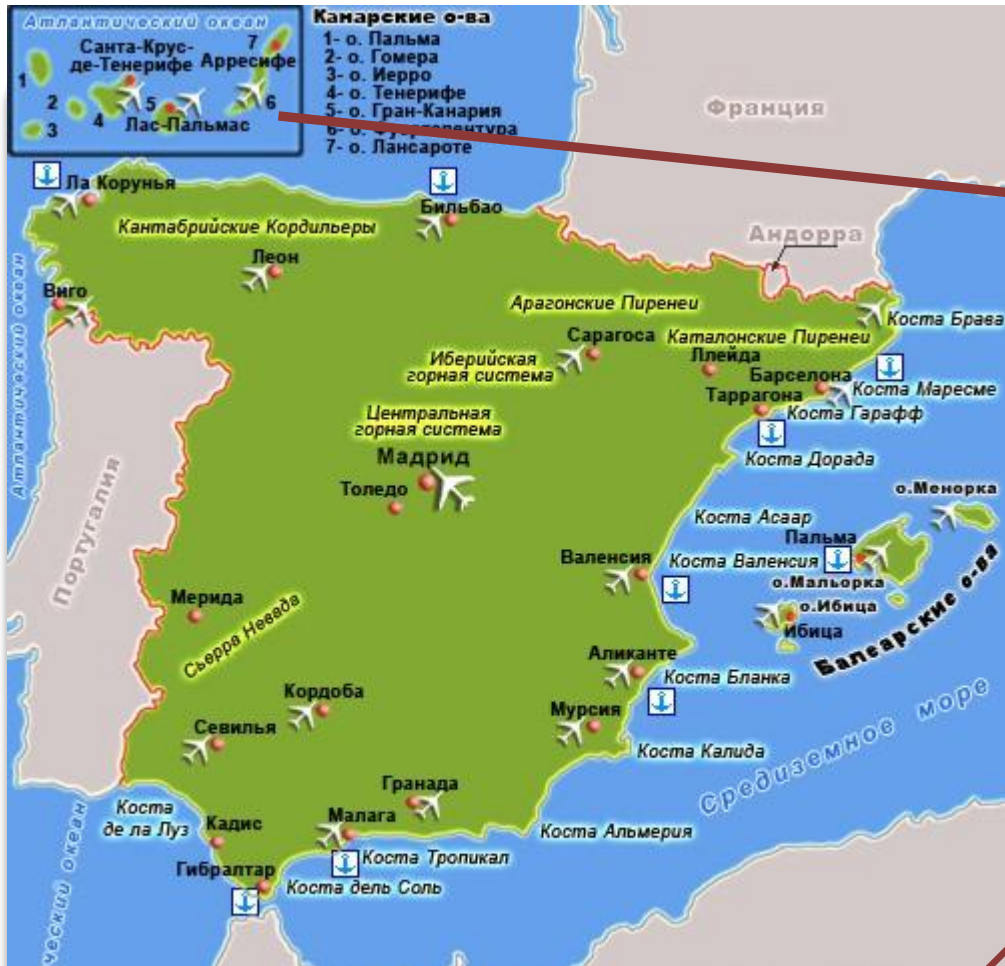 Атлантический океан
Канарские о-ва
1- о. Пальма
2- о. Гомера
3- о. Иерро
4- о. Тенерифе
5- о. Гран-Канария
6- о. Фуэртовентура
7- о. Лансароте
7
Санта-Крус-
де-Тенерифе
Арресифе
1
2
3
4
5
6
Лас-Пальмас
Франция
Ла Корунья
Бильбао
Кантабрийские Кордильеры
Андорра
Леон
Виго
Атлантический океан
Арагонские Пиренеи
Коста Брава
Сарагоса
Каталонские Пиренеи
Иберийская
горная система
Ллейда
Барселона
Коста Маресме
Таррагона
Коста Гарафф
Центральная
горная система
Коста Дорада
Мадрид
Толедо
о.Менорка
Португалия
Коста Асаар
Пальма
Валенсия
Коста Валенсия
о.Мальорка
Мерида
о.Ибица
Ибица
Балеарские о-ва
Сьерра Невада
Аликанте
Коста Бланка
Кордоба
Мурсия
Севилья
Коста Калида
Средиземное море
Гранада
Коста
де ла Луз
Кадис
Малага
Коста Альмерия
Коста Тропикал
Гибралтар
Коста дель Соль
ческий океан